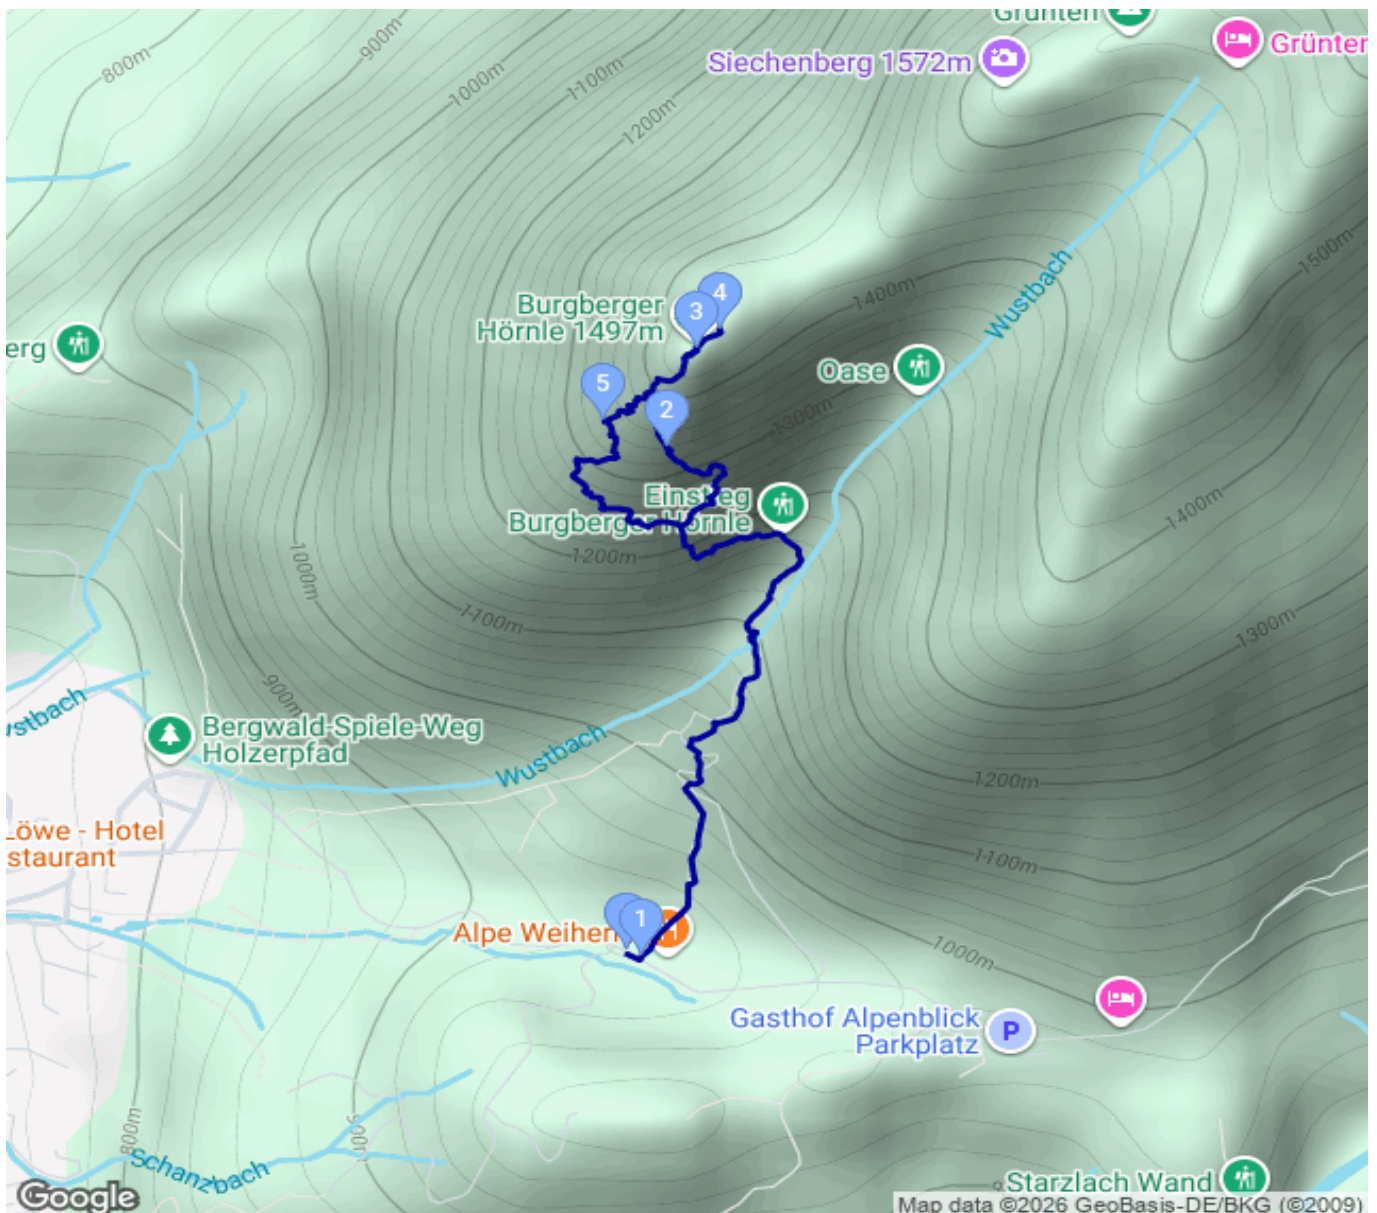 Grünten
800m
900m
1000m
1100m
1200m
Siechenberg 1572m
Grünten
1500m
Wustbach
1400m
Burgberger
Hörnle 1497m
4
3
erg
Oase
5
2
1300m
Einstieg
Burgberger Hörnle
1400m
1200m
1000m
1100m
1300m
900m
Bergwald-Spiele-Weg
Holzerpfad
Wustbach
1200m
Löwe - Hotel
staurant
1100m
1
Alpe Weihen
1000m
Gasthof Alpenblick
Parkplatz
P
800m
Schanzbach
Starzlach Wand
Google
Map data ©2026 GeoBasis-DE/BKG (©2009)